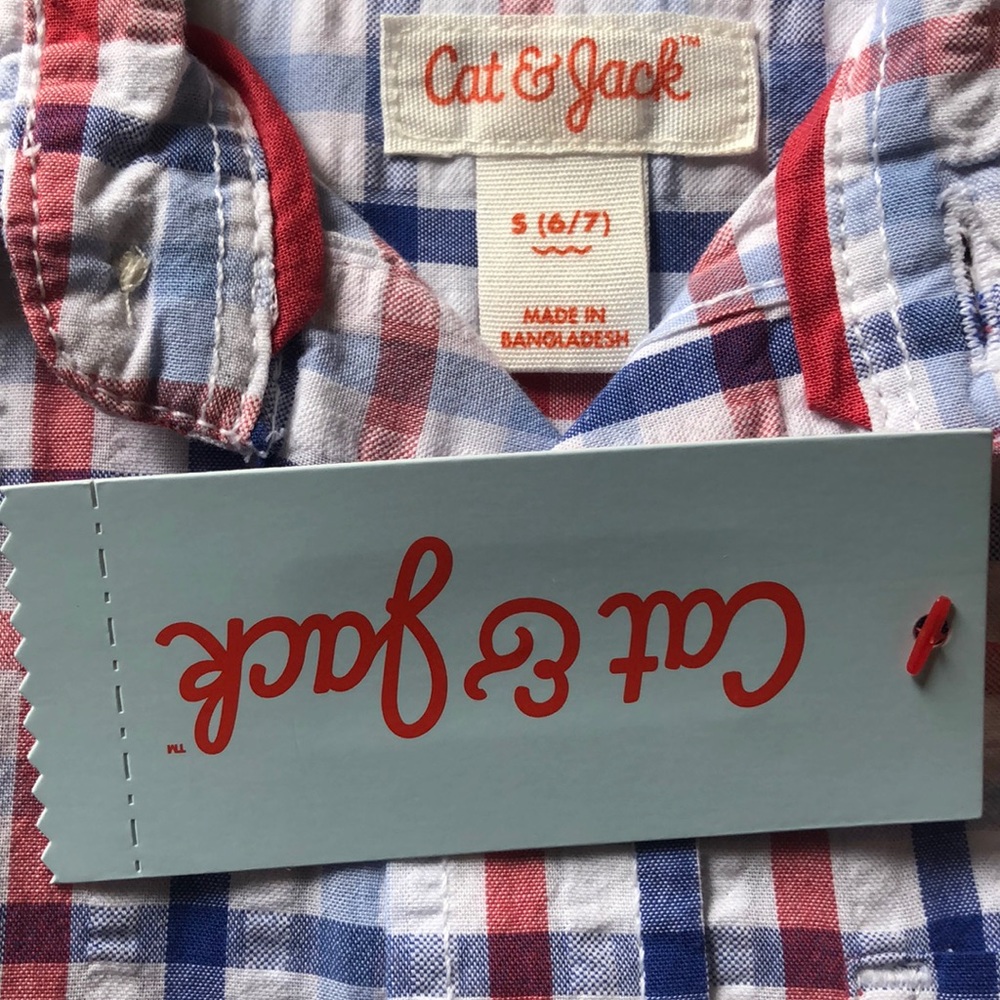 Cat & Jack™
S (6/7)
MADE IN
BANGLADESH
Cat & Jack™